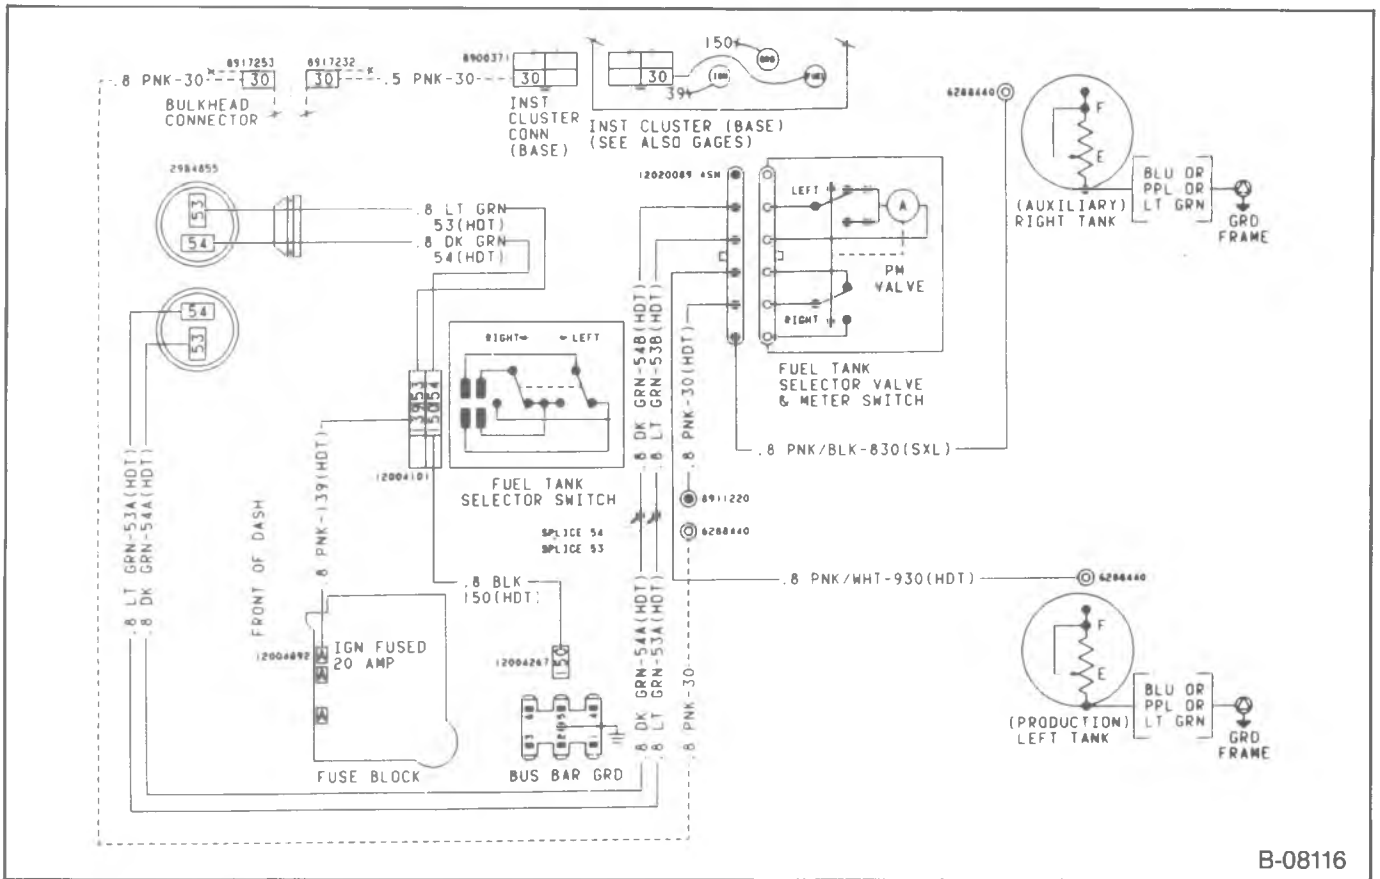 8917253
8917232
8900371
.8 PNK-30
30
30
.5 PNK-30
30
30
150
39
IGN
FUEL
BULKHEAD
CONNECTOR
INST
CLUSTER
CONN
(BASE)
INST CLUSTER (BASE)
(SEE ALSO GAGES)
6288440
F
E
(AUXILIARY)
RIGHT TANK
BLU OR
PPL OR
LT GRN
GRD
FRAME
2984855
53
54
.8 LT GRN
53(HDT)
.8 DK GRN
54(HDT)
54
53
12020089 ASM
LEFT
A
PM
VALVE
RIGHT
FUEL TANK
SELECTOR VALVE
& METER SWITCH
RIGHT
LEFT
139
53
150
54
12004101
FUEL TANK
SELECTOR SWITCH
.8 DK GRN-54B(HDT)
.8 LT GRN-53B(HDT)
.8 PNK-30(HDT)
.8 PNK/BLK-830(SXL)
8911220
6288440
SPLICE 54
SPLICE 53
.8 LT GRN-53A(HDT)
.8 DK GRN-54A(HDT)
FRONT OF DASH
.8 PNK-139(HDT)
.8 BLK
150(HDT)
.8 PNK/WHT-930(HDT)
6288440
F
E
(PRODUCTION)
LEFT TANK
BLU OR
PPL OR
LT GRN
GRD
FRAME
12004892
IGN FUSED
20 AMP
FUSE BLOCK
12004267
150
BUS BAR GRD
.8 DK GRN-54A(HDT)
.8 LT GRN-53A(HDT)
.8 PNK-30
B-08116